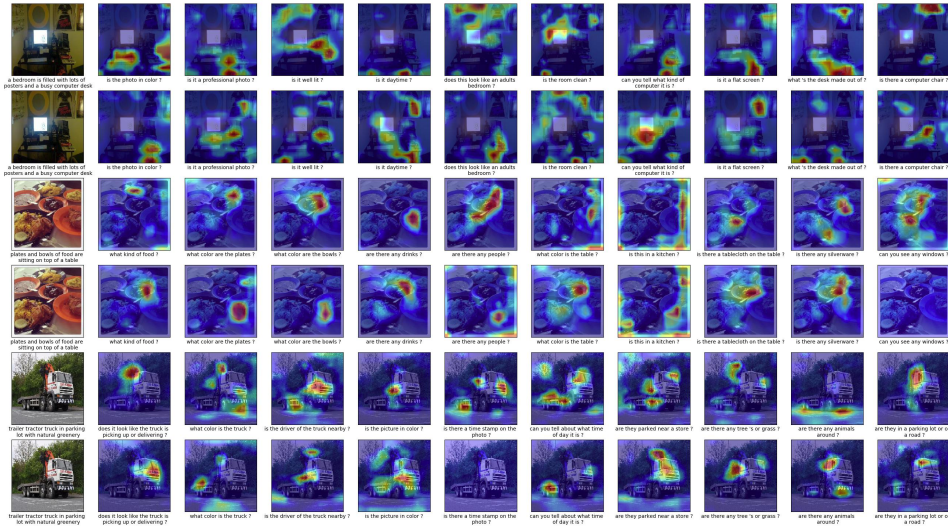 a bedroom is filled with lots of
posters and a busy computer desk
is the photo in color ?
is it a professional photo ?
is it well lit ?
is it daytime ?
does this look like an adults
bedroom ?
is the room clean ?
can you tell what kind of
computer it is ?
is it a flat screen ?
what 's the desk made out of ?
is there a computer chair ?
a bedroom is filled with lots of
posters and a busy computer desk
is the photo in color ?
is it a professional photo ?
is it well lit ?
is it daytime ?
does this look like an adults
bedroom ?
is the room clean ?
can you tell what kind of
computer it is ?
is it a flat screen ?
what 's the desk made out of ?
is there a computer chair ?
plates and bowls of food are
sitting on top of a table
what kind of food ?
what color are the plates ?
what color are the bowls ?
are there any drinks ?
are there any people ?
what color is the table ?
is this in a kitchen ?
is there a tablecloth on the table ?
is there any silverware ?
can you see any windows ?
plates and bowls of food are
sitting on top of a table
what kind of food ?
what color are the plates ?
what color are the bowls ?
are there any drinks ?
are there any people ?
what color is the table ?
is this in a kitchen ?
is there a tablecloth on the table ?
is there any silverware ?
can you see any windows ?
trailer tractor truck in parking
lot with natural greenery
does it look like the truck is
picking up or delivering ?
what color is the truck ?
is the driver of the truck nearby ?
is the picture in color ?
is there a time stamp on the
photo ?
can you tell about what time
of day it is ?
are they parked near a store ?
are there any tree 's or grass ?
are there any animals
around ?
are they in a parking lot or on
a road ?
trailer tractor truck in parking
lot with natural greenery
does it look like the truck is
picking up or delivering ?
what color is the truck ?
is the driver of the truck nearby ?
is the picture in color ?
is there a time stamp on the
photo ?
can you tell about what time
of day it is ?
are they parked near a store ?
are there any tree 's or grass ?
are there any animals
around ?
are they in a parking lot or on
a road ?